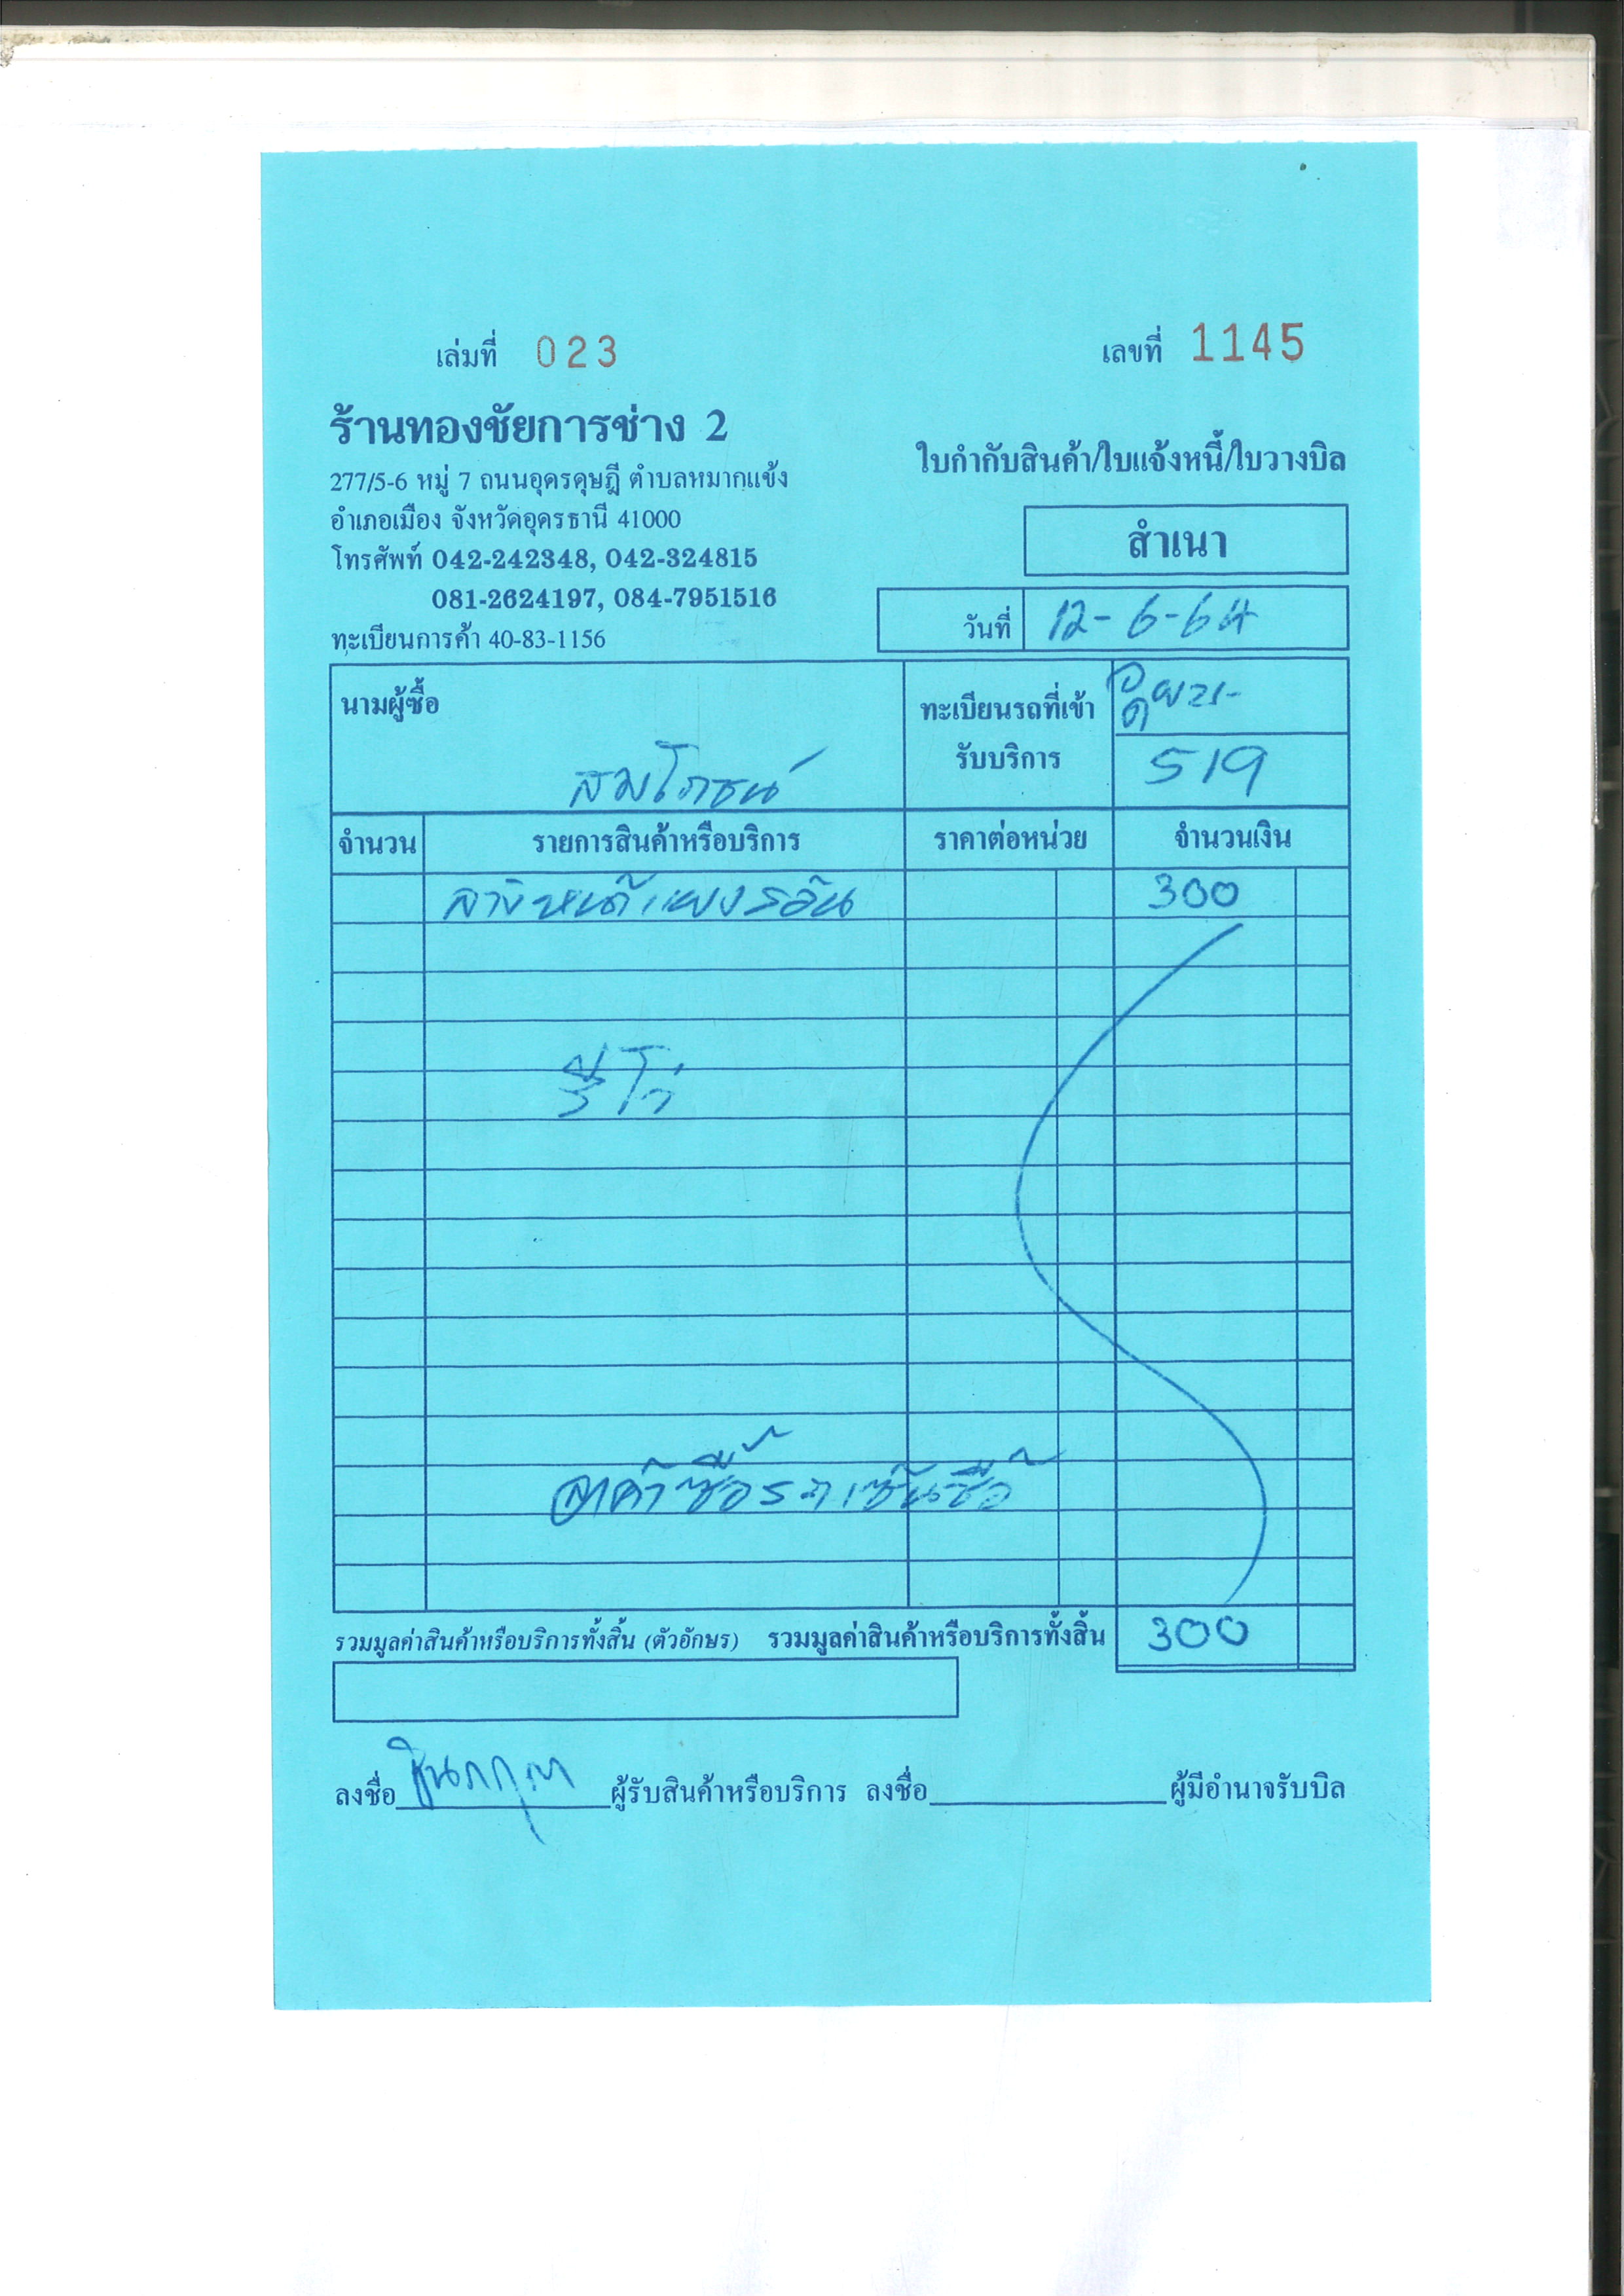 เล่มที่ 023 เลขที่ 1145
ร้านทองชัยการช่าง 2
ใบกำกับสินค้า/ใบแจ้งหนี้/ใบวางบิล
277/5-6 หมู่ 7 ถนนอุดรดุษฎี ตำบลหมากแข้ง
อำเภอเมือง จังหวัดอุดรธานี 41000
สำเนา
โทรศัพท์ 042-242348, 042-324815
081-2624197, 084-7951516
วันที่ 12-6-64
ทะเบียนการค้า 40-83-1156
นามผู้ซื้อ สมโภชน์
ทะเบียนรถที่เข้า
รับบริการ 519
จำนวน รายการสินค้าหรือบริการ ราคาต่อหน่วย จำนวนเงิน
ล้างหม้อแผงรังผึ้ง 300
รวมมูลค่าสินค้าหรือบริการทั้งสิ้น (ตัวอักษร) รวมมูลค่าสินค้าหรือบริการทั้งสิ้น 300
ลงชื่อ ผู้รับสินค้าหรือบริการ ลงชื่อ ผู้มีอำนาจรับบิล